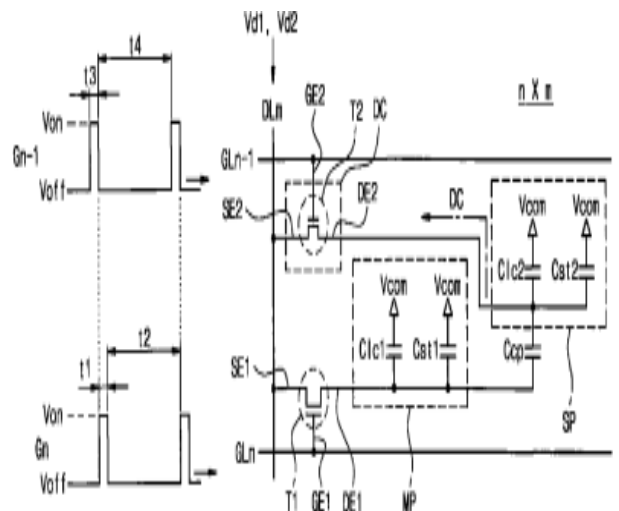 Vd1, Vd2
t4
t3
DLm
GE2
T2
DC
n X m
Von
Gn-1
Voff
GLn-1
SE2
DE2
DC
Vcom
Vcom
Clc2
Cst2
Vcom
Vcom
t2
t1
Clc1
Cst1
Ccp
SE1
SP
Von
Gn
Voff
GLn
T1
GE1
DE1
MP